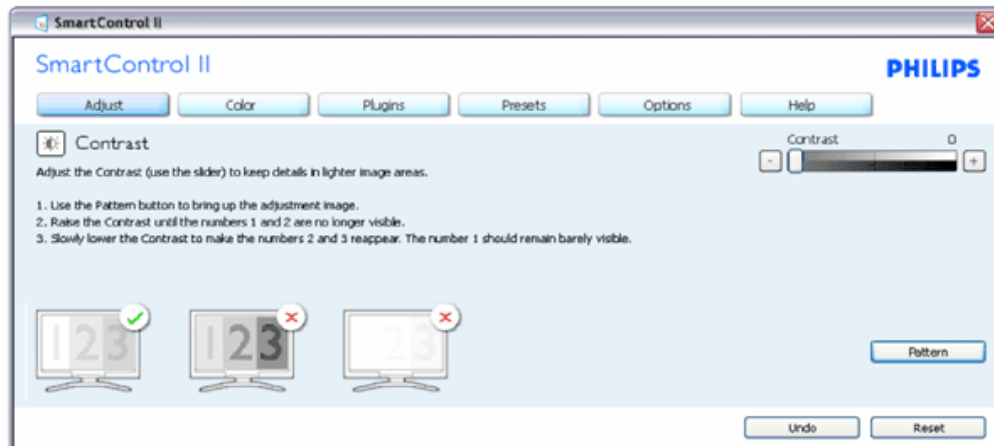 SmartControl II
SmartControl II
PHILIPS
Adjust Color Plugins Presets Options Help
Contrast
Contrast 0
- +
Adjust the Contrast (use the slider) to keep details in lighter image areas.
1. Use the Pattern button to bring up the adjustment image.
2. Raise the Contrast until the numbers 1 and 2 are no longer visible.
3. Slowly lower the Contrast to make the numbers 2 and 3 reappear. The number 1 should remain barely visible.
123 123 23
Pattern
Undo Reset